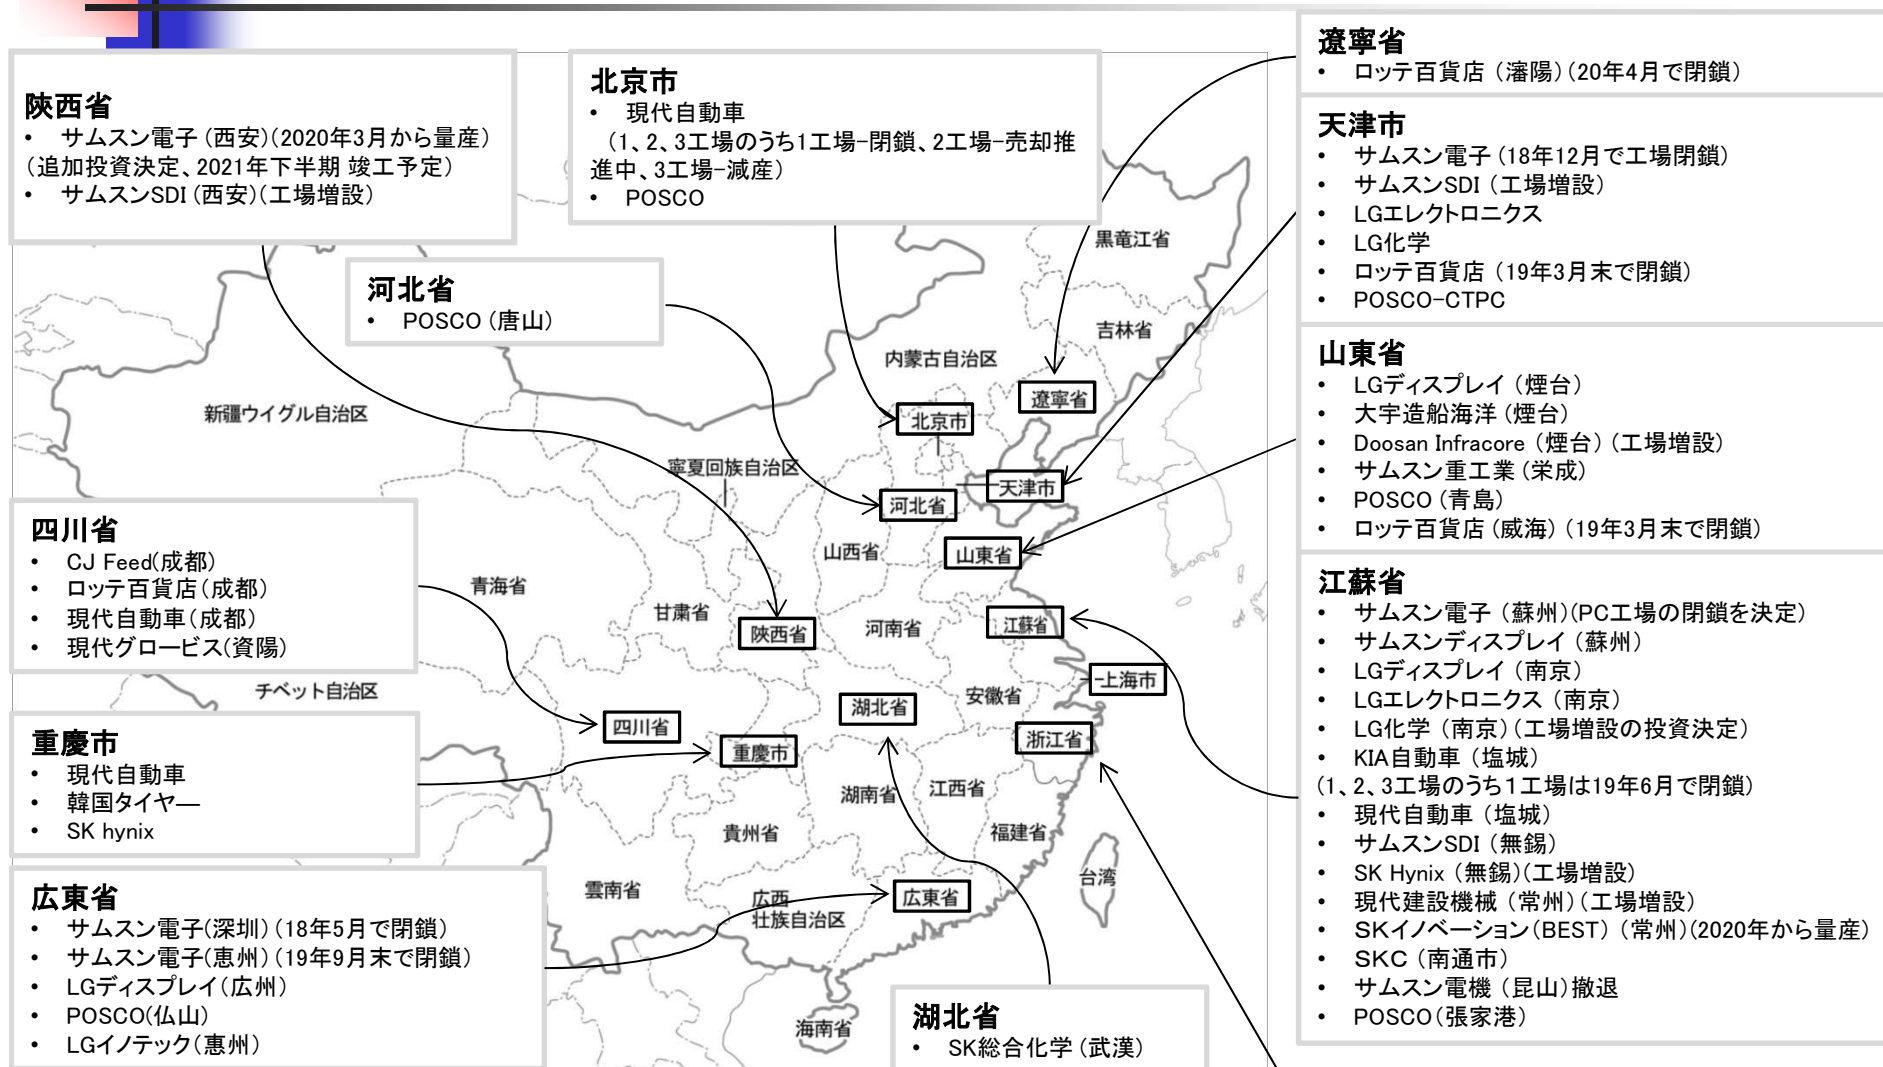 陝西省
• サムスン電子 (西安)(2020年3月から量産)
(追加投資決定、2021年下半期 竣工予定)
• サムスンSDI (西安)(工場増設)
北京市
• 現代自動車
(1、2、3工場のうち1工場-閉鎖、2工場-売却推
進中、3工場-減産)
• POSCO
河北省
• POSCO (唐山)
四川省
• CJ Feed(成都)
• ロッテ百貨店(成都)
• 現代自動車(成都)
• 現代グロービス(資陽)
重慶市
• 現代自動車
• 韓国タイヤ―
• SK hynix
広東省
• サムスン電子(深圳) (18年5月で閉鎖)
• サムスン電子(恵州) (19年9月末で閉鎖)
• LGディスプレイ(広州)
• POSCO(仏山)
• LGイノテック(惠州)
湖北省
• SK総合化学 (武漢)
遼寧省
• ロッテ百貨店 (瀋陽) (20年4月で閉鎖)
天津市
• サムスン電子 (18年12月で工場閉鎖)
• サムスンSDI (工場増設)
• LGエレクトロニクス
• LG化学
• ロッテ百貨店 (19年3月末で閉鎖)
• POSCO-CTPC
山東省
• LGディスプレイ (煙台)
• 大宇造船海洋 (煙台)
• Doosan Infracore (煙台) (工場増設)
• サムスン重工業 (栄成)
• POSCO (青島)
• ロッテ百貨店 (威海) (19年3月末で閉鎖)
江蘇省
• サムスン電子 (蘇州)(PC工場の閉鎖を決定)
• サムスンディスプレイ (蘇州)
• LGディスプレイ (南京)
• LGエレクトロニクス (南京)
• LG化学 (南京) (工場増設の投資決定)
• KIA自動車 (塩城)
(1、2、3工場のうち１工場は19年6月で閉鎖)
• 現代自動車 (塩城)
• サムスンSDI (無錫)
• SK Hynix (無錫)(工場増設)
• 現代建設機械 (常州) (工場増設)
• SKイノベーション(BEST) (常州)(2020年から量産)
• SKC (南通市)
• サムスン電機 (昆山) 撤退
• POSCO(張家港)
黒竜江省
吉林省
内蒙古自治区
遼寧省
新疆ウイグル自治区
北京市
寧夏回族自治区
天津市
河北省
山西省
山東省
青海省
甘粛省
陝西省
河南省
江蘇省
チベット自治区
安徽省
上海市
湖北省
四川省
重慶市
浙江省
湖南省
江西省
貴州省
福建省
雲南省
広西
壮族自治区
広東省
台湾
海南省